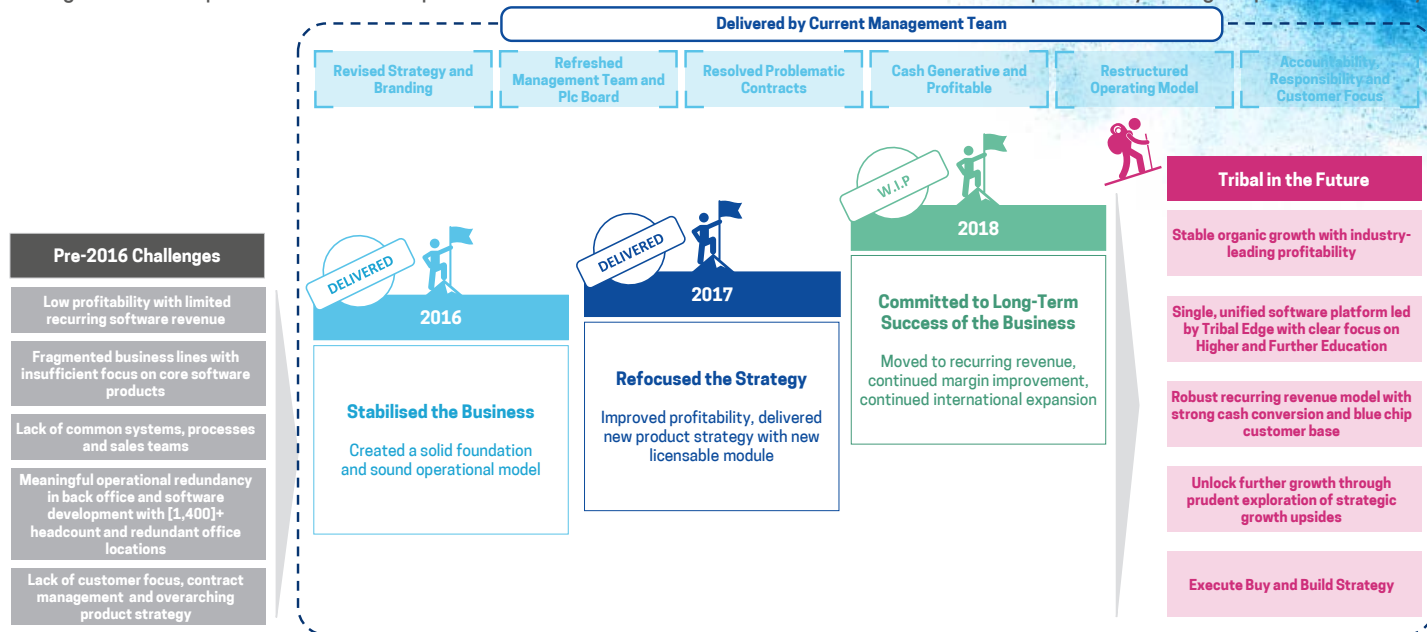 Delivered by Current Management Team
Revised Strategy and
Branding
Refreshed
Management Team and
Plc Board
Resolved Problematic
Contracts
Cash Generative and
Profitable
Restructured
Operating Model
Accountability,
Responsibility and
Customer Focus
Pre-2016 Challenges
Low profitability with limited
recurring software revenue
Fragmented business lines with
insufficient focus on core software
products
Lack of common systems, processes
and sales teams
Meaningful operational redundancy
in back office and software
development with [1,400]+
headcount and redundant office
locations
Lack of customer focus, contract
management and overarching
product strategy
DELIVERED
2016
Stabilised the Business
Created a solid foundation
and sound operational model
DELIVERED
2017
Refocused the Strategy
Improved profitability, delivered
new product strategy with new
licensable module
W.I.P
2018
Committed to Long-Term
Success of the Business
Moved to recurring revenue,
continued margin improvement,
continued international expansion
Tribal in the Future
Stable organic growth with industry-
leading profitability
Single, unified software platform led
by Tribal Edge with clear focus on
Higher and Further Education
Robust recurring revenue model with
strong cash conversion and blue chip
customer base
Unlock further growth through
prudent exploration of strategic
growth upsides
Execute Buy and Build Strategy